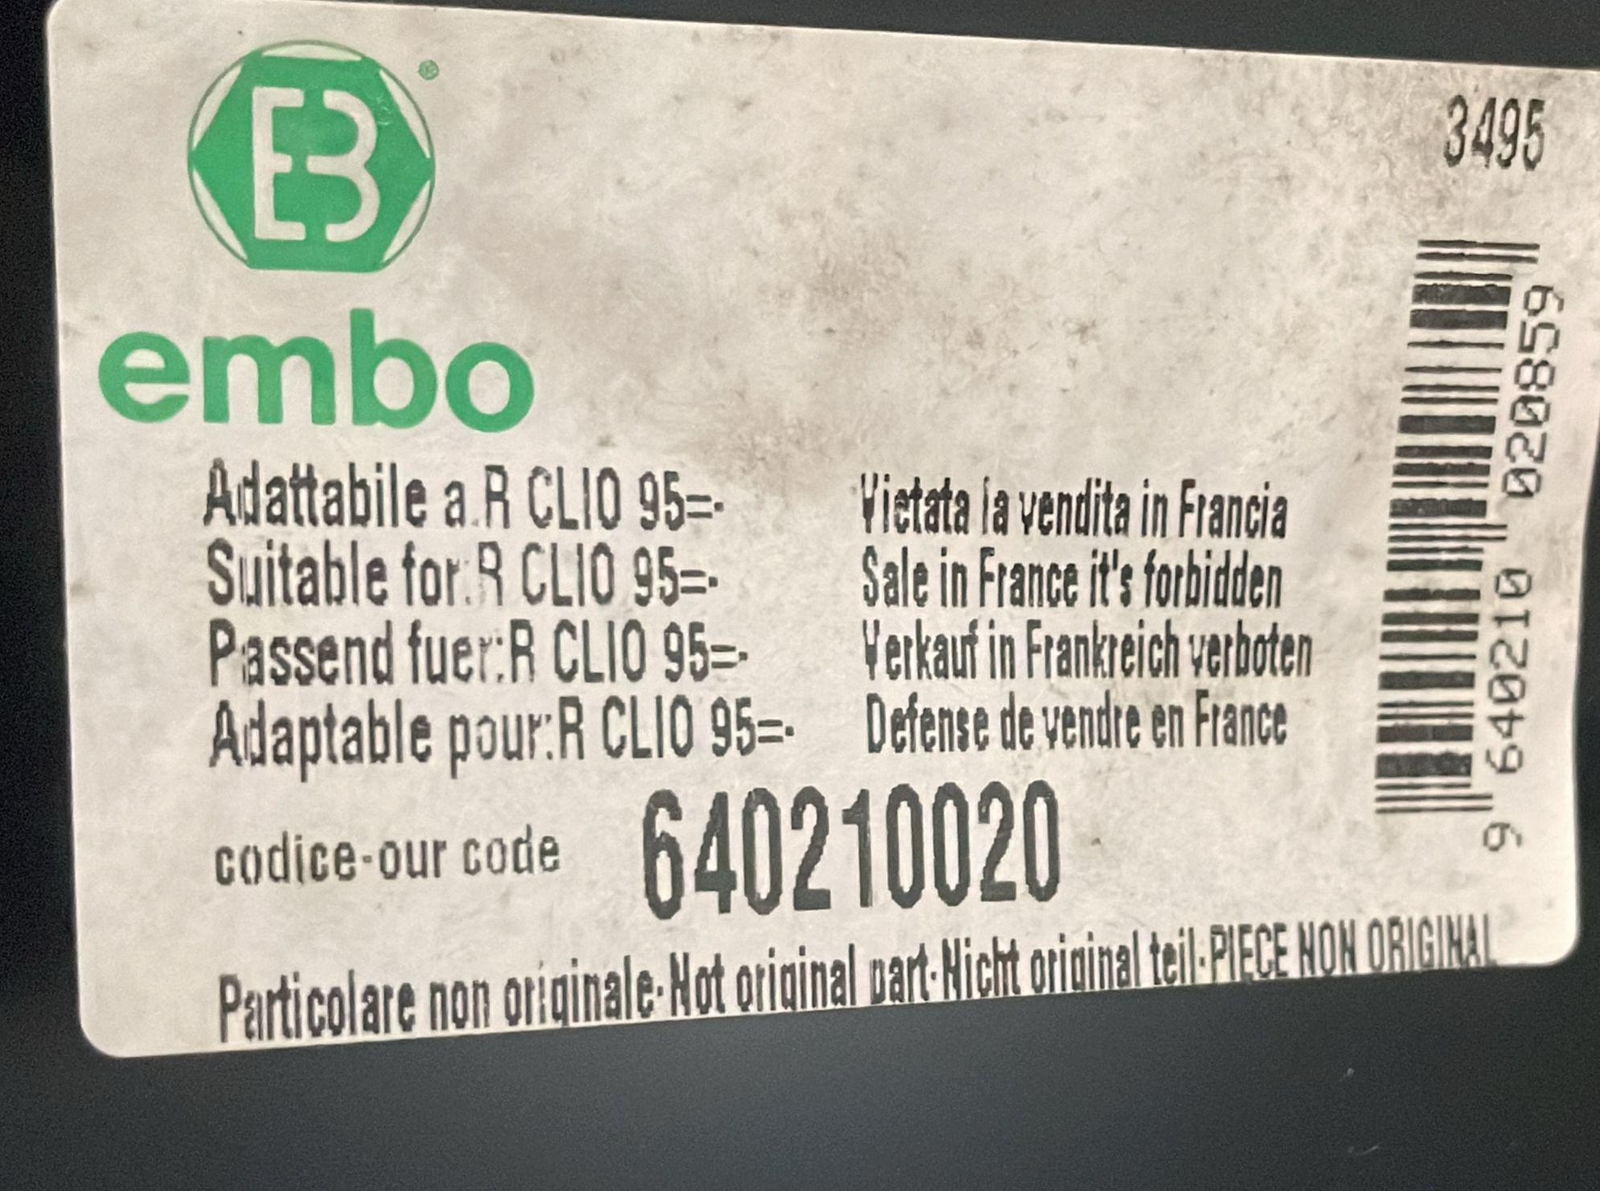 EB®
3495
embo
Adattabile a.R CLIO 95=-
Suitable for:R CLIO 95=-
Passend fuer:R CLIO 95=-
Adaptable pour:R CLIO 95=-
Vietata la vendita in Francia
Sale in France it's forbidden
Verkauf in Frankreich verboten
Defense de vendre en France
9 640210 020859
codice-our code 640210020
Particolare non originale-Not original part-Nicht original teil-PIECE NON ORIGINAL